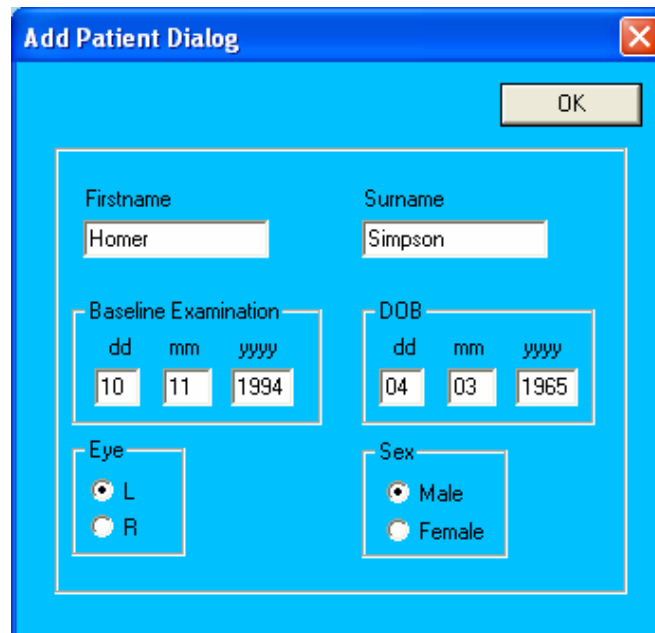 Add Patient Dialog
OK
Firstname Surname
Homer Simpson
Baseline Examination DOB
dd mm yyyy dd mm yyyy
10 11 1994 04 03 1965
Eye Sex
L Male
R Female